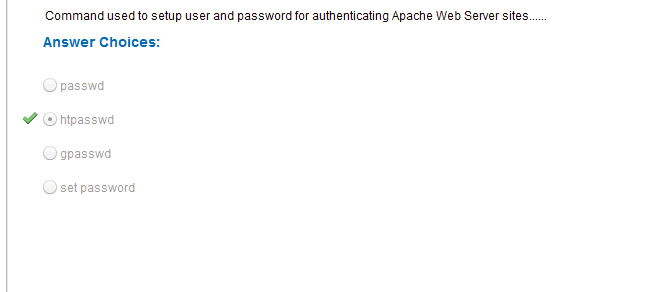 Command used to setup user and password for authenticating Apache Web Server sites......
Answer Choices:
passwd
htpasswd
gpasswd
set password